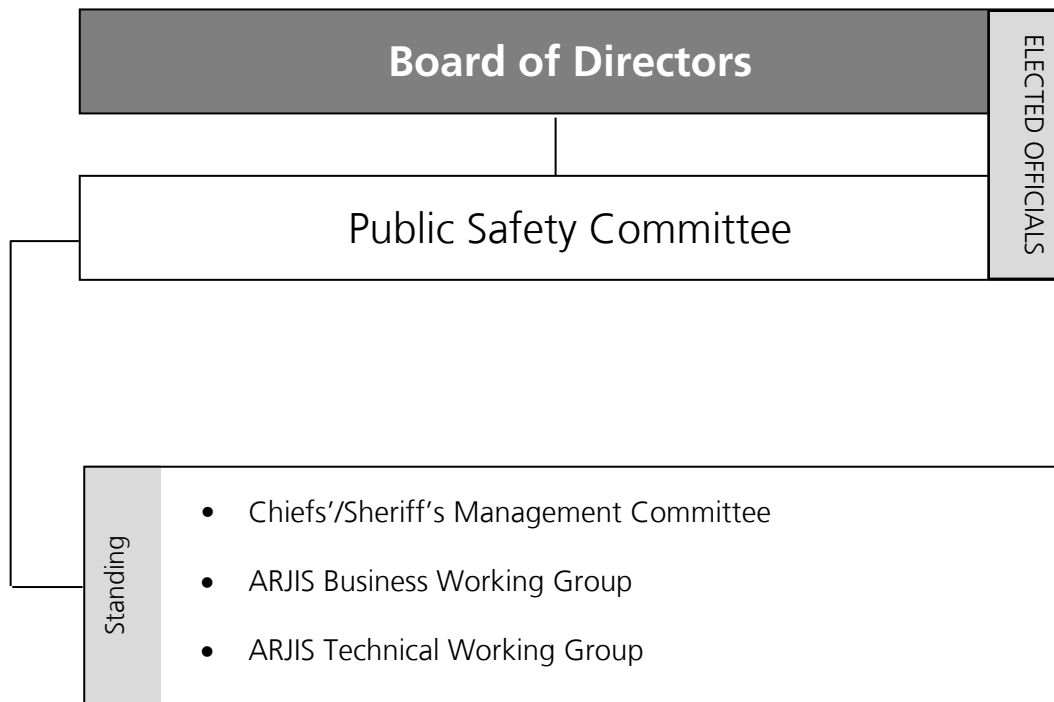 Board of Directors
ELECTED OFFICIALS
Public Safety Committee
Standing
• Chiefs’/Sheriff’s Management Committee
• ARJIS Business Working Group
• ARJIS Technical Working Group